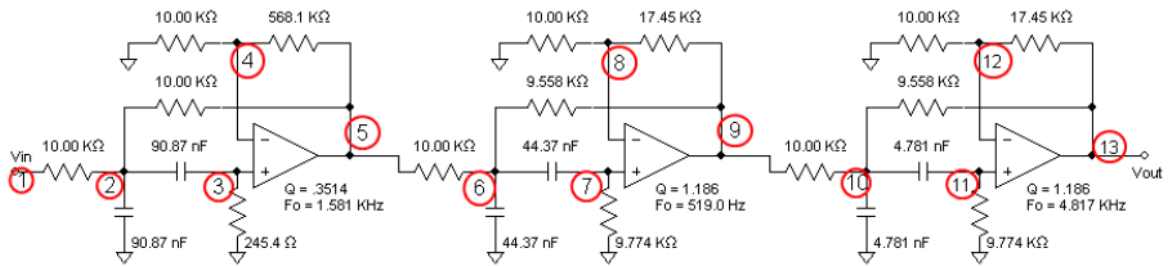 10.00 KΩ 568.1 KΩ 10.00 KΩ 17.45 KΩ 10.00 KΩ 17.45 KΩ
4 8 12
10.00 KΩ 9.558 KΩ 9.558 KΩ
5 9 13
Vin 10.00 KΩ 90.87 nF − + 10.00 KΩ 44.37 nF − + 10.00 KΩ 4.781 nF − + Vout
1 2 3 6 7 10 11
Q = .3514 Q = 1.186 Q = 1.186
Fo = 1.581 KHz Fo = 519.0 Hz Fo = 4.817 KHz
90.87 nF 245.4 Ω 44.37 nF 9.774 KΩ 4.781 nF 9.774 KΩ